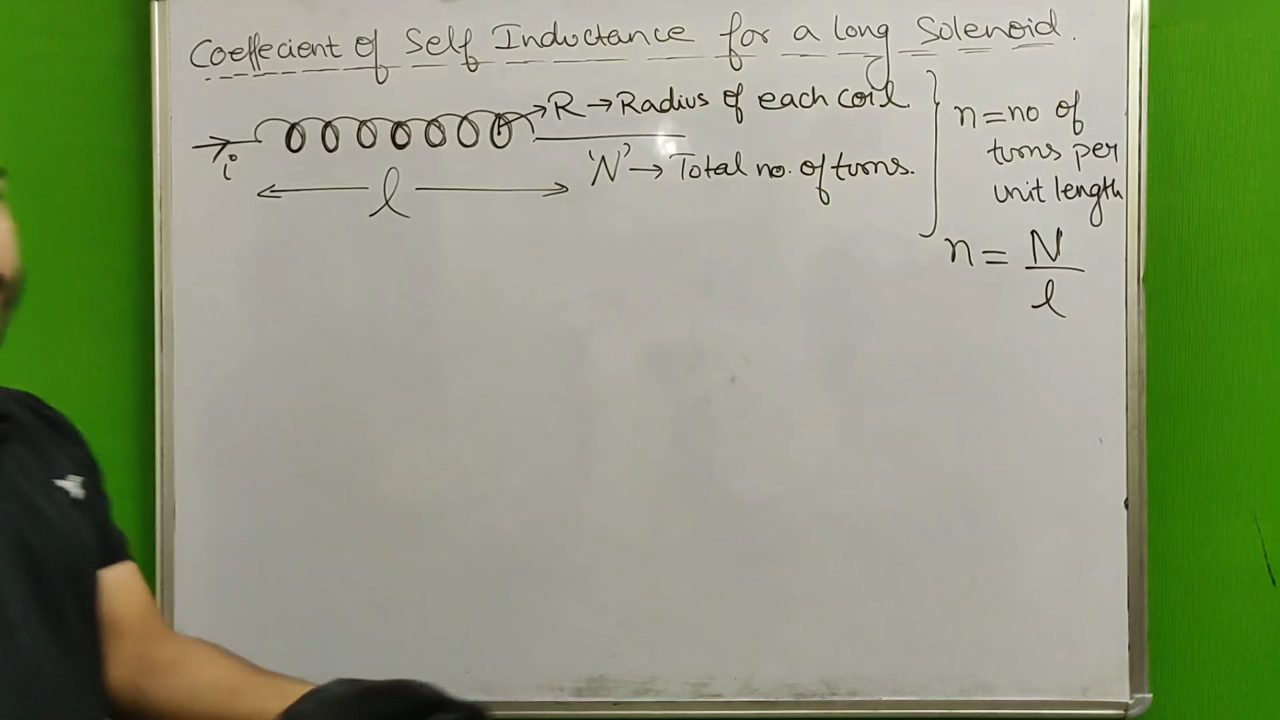 Coeffecient of Self Inductance for a long Solenoid.
R → Radius of each coil
i
'N' → Total no. of turns.
l
n = no of
turns per
unit length
n = N
l